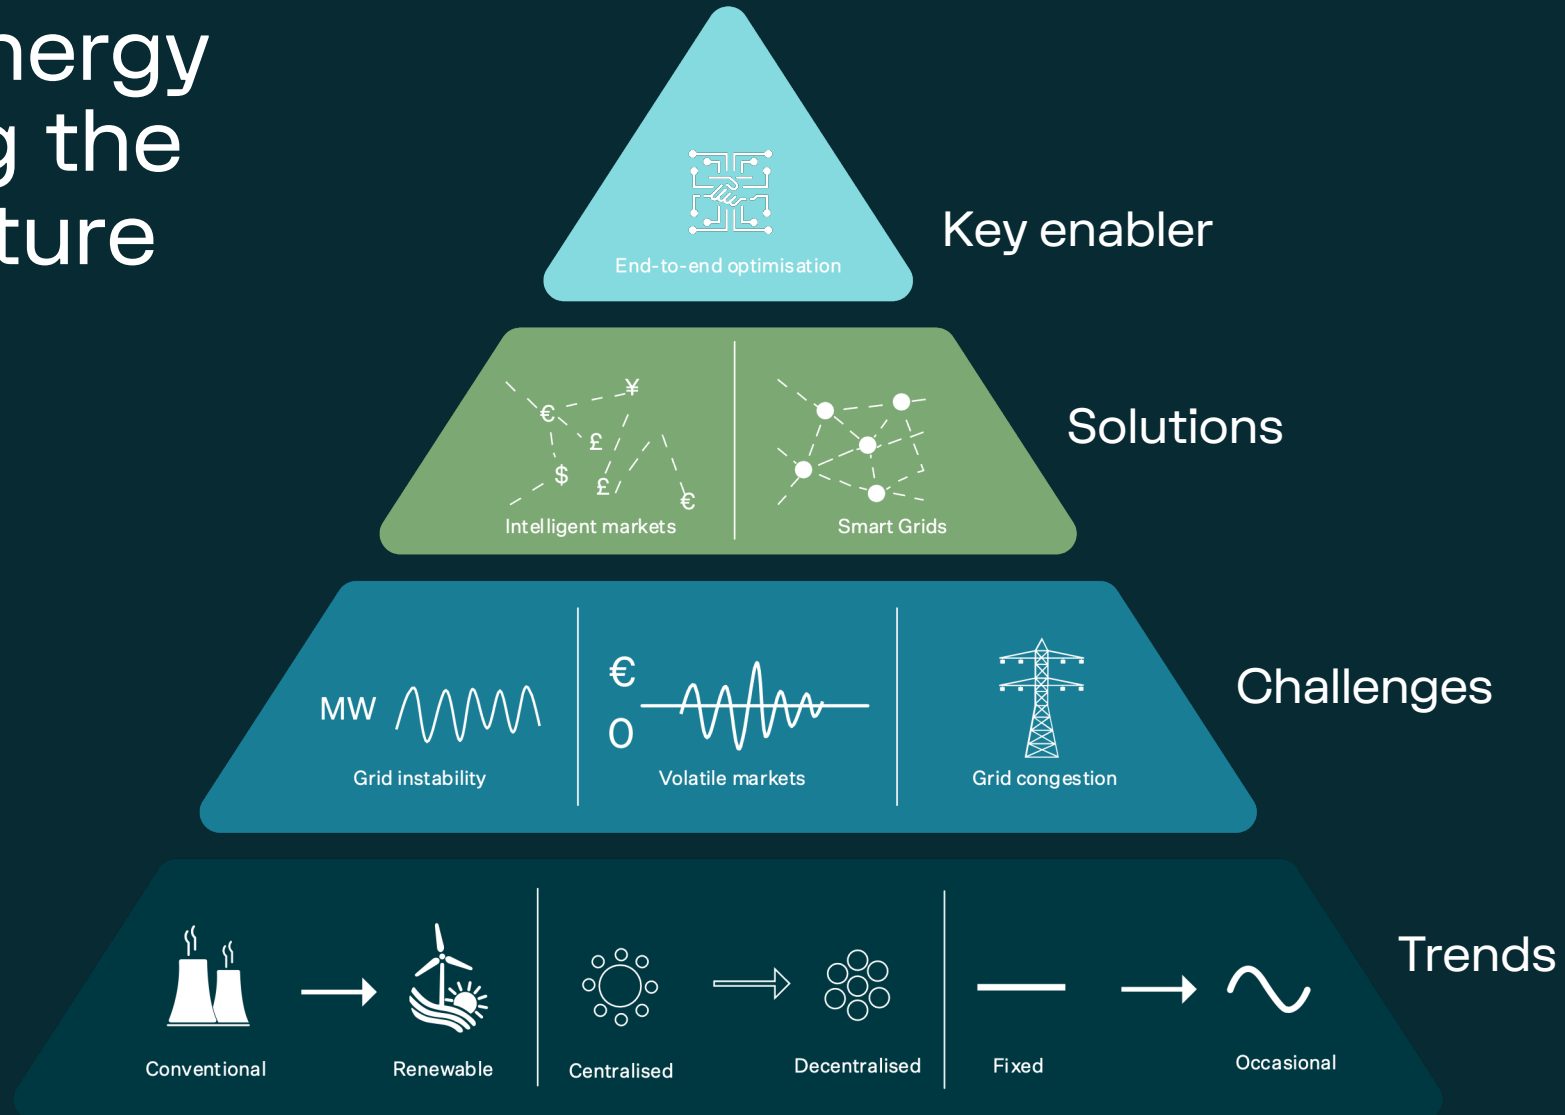 nergy
g the
ture
End-to-end optimisation
Key enabler
¥
€
£
$
£
€
Intelligent markets
Smart Grids
Solutions
MW
Grid instability
€
0
Volatile markets
Grid congestion
Challenges
Conventional
Renewable
Centralised
Decentralised
Fixed
Occasional
Trends